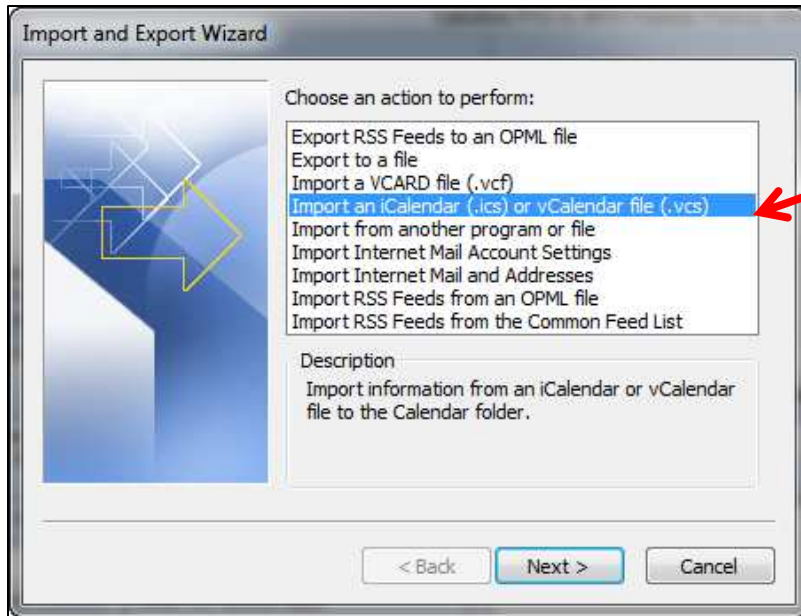 Import and Export Wizard
Choose an action to perform:
Export RSS Feeds to an OPML file
Export to a file
Import a VCARD file (.vcf)
Import an iCalendar (.ics) or vCalendar file (.vcs)
Import from another program or file
Import Internet Mail Account Settings
Import Internet Mail and Addresses
Import RSS Feeds from an OPML file
Import RSS Feeds from the Common Feed List
Description
Import information from an iCalendar or vCalendar
file to the Calendar folder.
< Back Next > Cancel